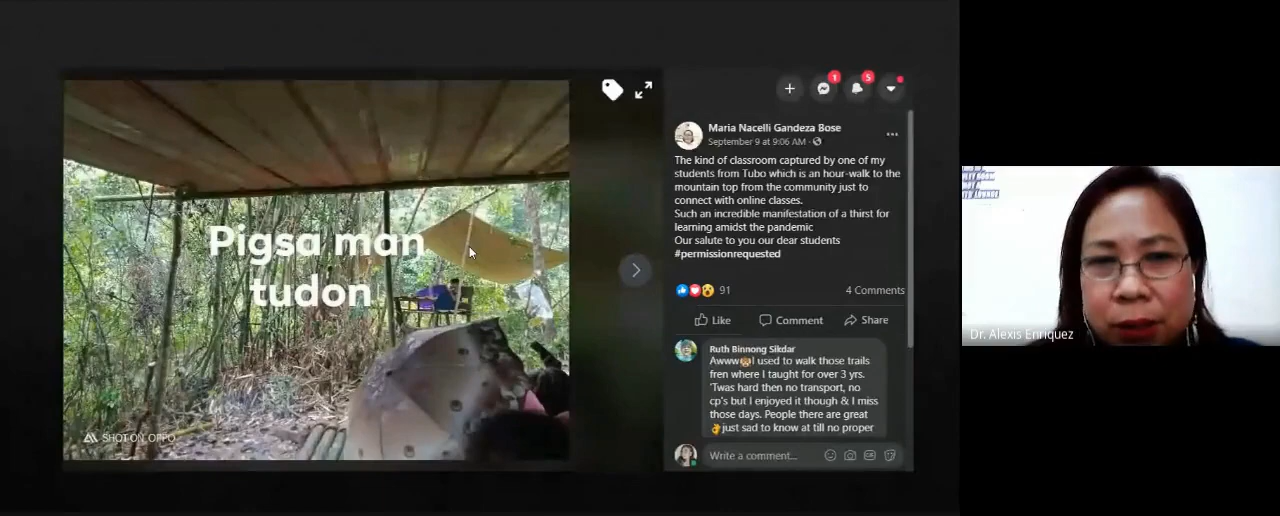 Pigsa man
tudon
SHOT ON OPPO
1
5
Maria Nacelli Gandeza Bose
September 9 at 9:06 AM ·
The kind of classroom captured by one of my
students from Tubo which is an hour-walk to the
mountain top from the community just to
connect with online classes.
Such an incredible manifestation of a thirst for
learning amidst the pandemic
Our salute to you our dear students
#permissionrequested
91
4 Comments
Like
Comment
Share
Ruth Binnong Sikdar
Awww🙊I used to walk those trails
fren where I taught for over 3 yrs.
'Twas hard then no transport, no
cp's but I enjoyed it though & I miss
those days. People there are great
👌just sad to know at till no proper
Write a comment...
GIF
Dr. Alexis Enriquez